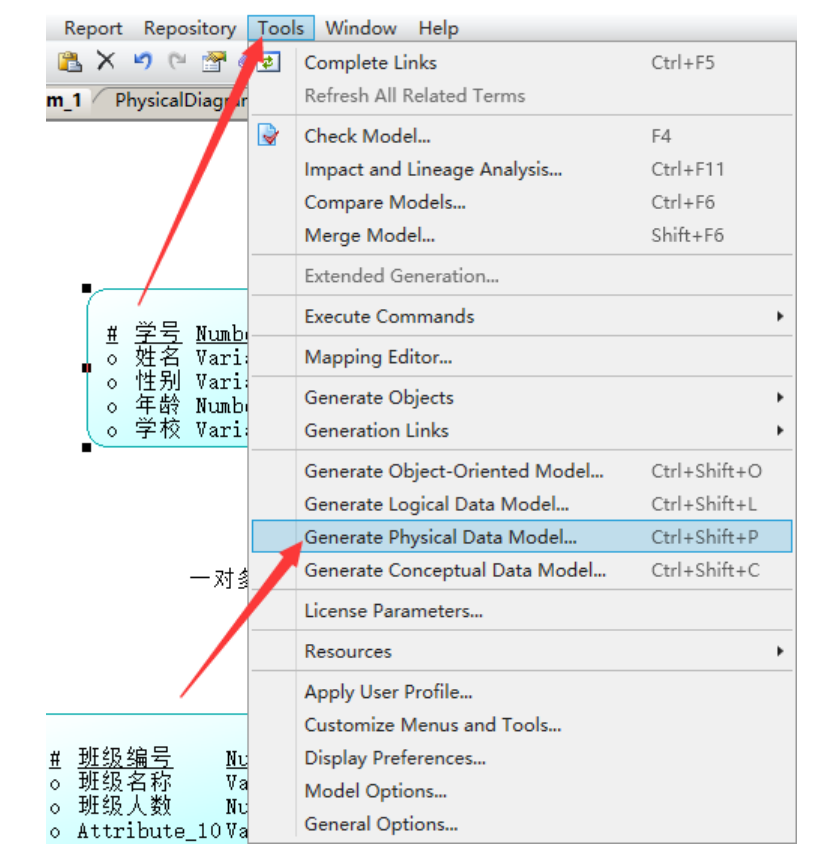 Report Repository Tools Window Help
m_1 PhysicalDiagram
Complete Links Ctrl+F5
Refresh All Related Terms
Check Model... F4
Impact and Lineage Analysis... Ctrl+F11
Compare Models... Ctrl+F6
Merge Model... Shift+F6
Extended Generation...
Execute Commands
Mapping Editor...
Generate Objects
Generation Links
Generate Object-Oriented Model... Ctrl+Shift+O
Generate Logical Data Model... Ctrl+Shift+L
Generate Physical Data Model... Ctrl+Shift+P
Generate Conceptual Data Model... Ctrl+Shift+C
License Parameters...
Resources
Apply User Profile...
Customize Menus and Tools...
Display Preferences...
Model Options...
General Options...
# 学号 Numb
o 姓名 Vari
o 性别 Vari
o 年龄 Numb
o 学校 Vari
一对多
# 班级编号 Nu
o 班级名称 Va
o 班级人数 Nu
o Attribute_10 Va